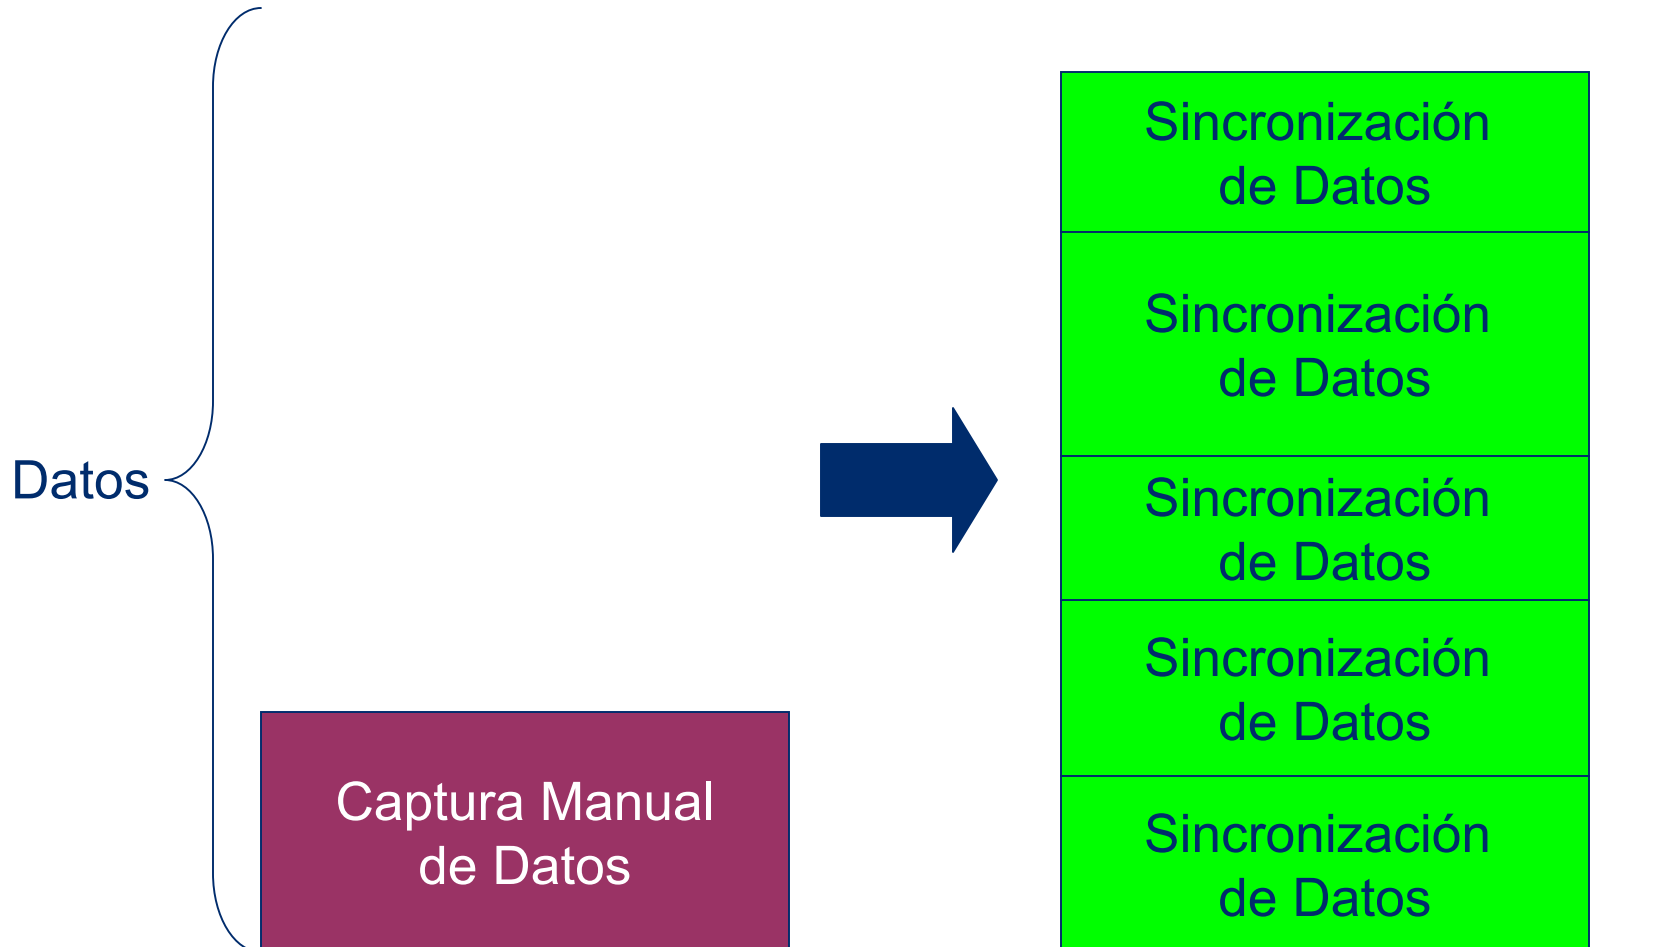 Datos
Captura Manual
de Datos
Sincronización
de Datos
Sincronización
de Datos
Sincronización
de Datos
Sincronización
de Datos
Sincronización
de Datos